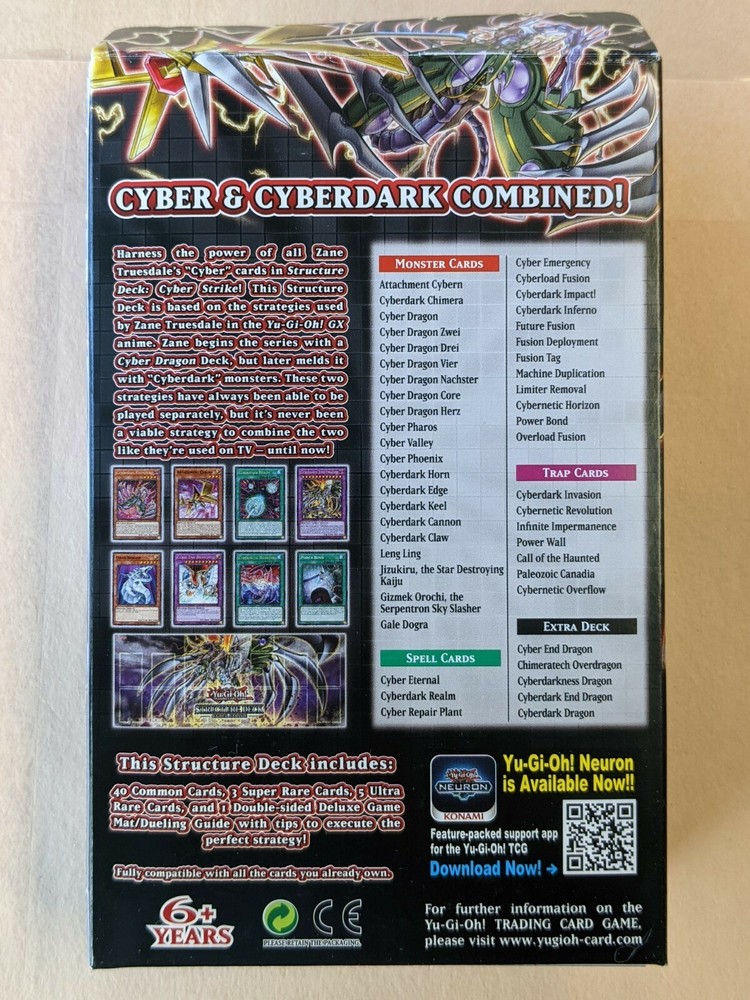 CYBER & CYBERDARK COMBINED!
Harness the power of all Zane
Truesdale's "Cyber" cards in Structure
Deck: Cyber Strike! This Structure
Deck is based on the strategies used
by Zane Truesdale in the Yu-Gi-Oh! GX
anime. Zane begins the series with a
Cyber Dragon Deck, but later melds it
with "Cyberdark" monsters. These two
strategies have always been able to be
played separately, but it's never been
a viable strategy to combine the two
like they're used on TV – until now!
MONSTER CARDS
Attachment Cybern
Cyberdark Chimera
Cyber Dragon
Cyber Dragon Zwei
Cyber Dragon Drei
Cyber Dragon Vier
Cyber Dragon Nachster
Cyber Dragon Core
Cyber Dragon Herz
Cyber Pharos
Cyber Valley
Cyber Phoenix
Cyberdark Horn
Cyberdark Edge
Cyberdark Keel
Cyberdark Cannon
Cyberdark Claw
Leng Ling
Jizukiru, the Star Destroying
Kaiju
Gizmek Orochi, the
Serpentron Sky Slasher
Gale Dogra
SPELL CARDS
Cyber Eternal
Cyberdark Realm
Cyber Repair Plant
Cyber Emergency
Cyberload Fusion
Cyberdark Impact!
Cyberdark Inferno
Future Fusion
Fusion Deployment
Fusion Tag
Machine Duplication
Limiter Removal
Cybernetic Horizon
Power Bond
Overload Fusion
TRAP CARDS
Cyberdark Invasion
Cybernetic Revolution
Infinite Impermanence
Power Wall
Call of the Haunted
Paleozoic Canadia
Cybernetic Overflow
EXTRA DECK
Cyber End Dragon
Chimeratech Overdragon
Cyberdarkness Dragon
Cyberdark End Dragon
Cyberdark Dragon
Yu-Gi-Oh!
STRUCTURE DECK
This Structure Deck includes:
40 Common Cards, 3 Super Rare Cards, 5 Ultra
Rare Cards, and 1 Double-sided Deluxe Game
Mat/Dueling Guide with tips to execute the
perfect strategy!
Fully compatible with all the cards you already own.
6+
YEARS
CE
PLEASE RETAIN THE PACKAGING
Yu-Gi-Oh!
NEURON
KONAMI
Yu-Gi-Oh! Neuron
is Available Now!!
Feature-packed support app
for the Yu-Gi-Oh! TCG
Download Now! →
For further information on the
Yu-Gi-Oh! TRADING CARD GAME,
please visit www.yugioh-card.com